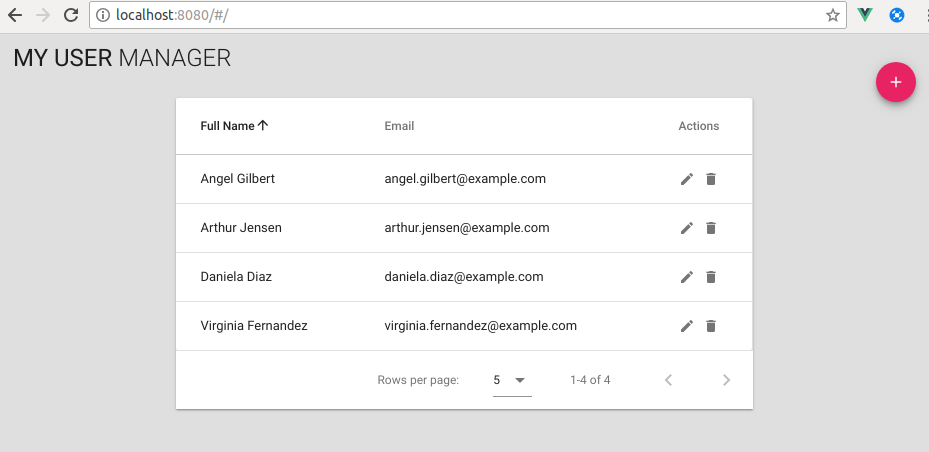 localhost:8080/#/
MY USER MANAGER
Full Name Email Actions
Angel Gilbert angel.gilbert@example.com
Arthur Jensen arthur.jensen@example.com
Daniela Diaz daniela.diaz@example.com
Virginia Fernandez virginia.fernandez@example.com
Rows per page: 5 1-4 of 4